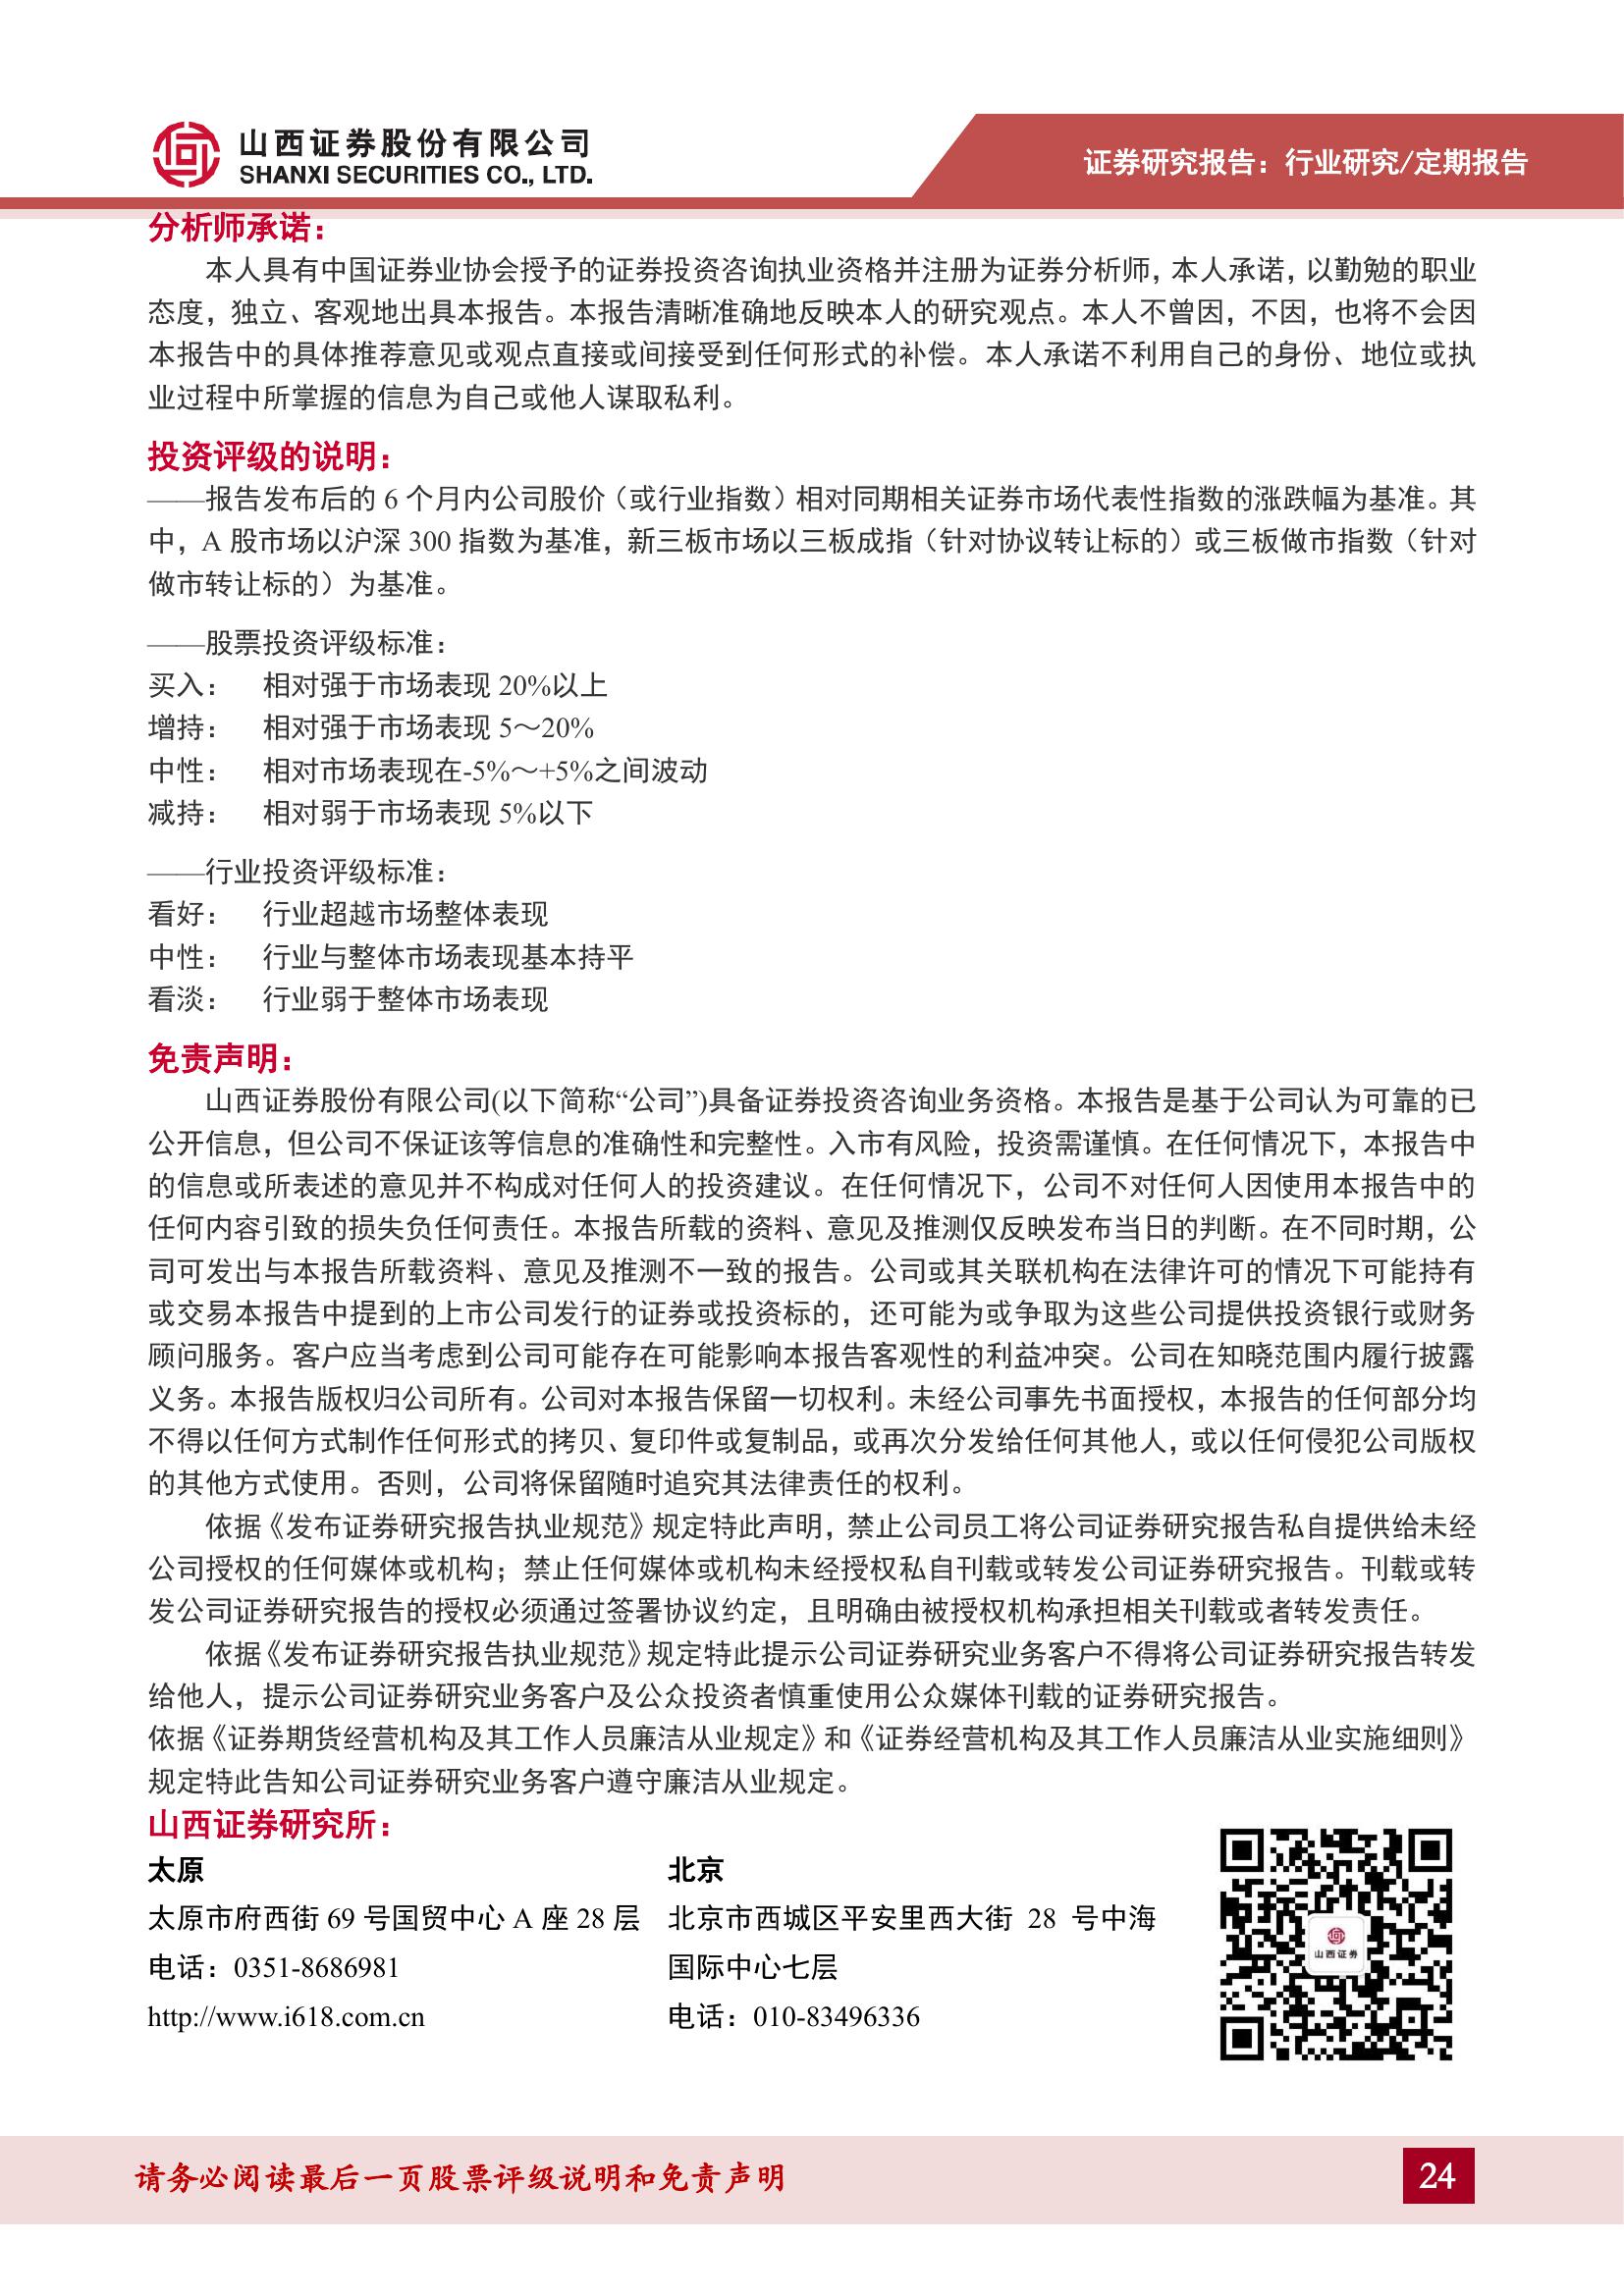 山西证券股份有限公司
SHANXI SECURITIES CO., LTD.
证券研究报告：行业研究/定期报告
分析师承诺：
本人具有中国证券业协会授予的证券投资咨询执业资格并注册为证券分析师，本人承诺，以勤勉的职业
态度，独立、客观地出具本报告。本报告清晰准确地反映本人的研究观点。本人不曾因，不因，也将不会因
本报告中的具体推荐意见或观点直接或间接受到任何形式的补偿。本人承诺不利用自己的身份、地位或执
业过程中所掌握的信息为自己或他人谋取私利。
投资评级的说明：
——报告发布后的 6 个月内公司股价（或行业指数）相对同期相关证券市场代表性指数的涨跌幅为基准。其
中，A 股市场以沪深 300 指数为基准，新三板市场以三板成指（针对协议转让标的）或三板做市指数（针对
做市转让标的）为基准。
——股票投资评级标准：
买入： 相对强于市场表现 20%以上
增持： 相对强于市场表现 5～20%
中性： 相对市场表现在-5%～+5%之间波动
减持： 相对弱于市场表现 5%以下
——行业投资评级标准：
看好： 行业超越市场整体表现
中性： 行业与整体市场表现基本持平
看淡： 行业弱于整体市场表现
免责声明：
山西证券股份有限公司(以下简称“公司”)具备证券投资咨询业务资格。本报告是基于公司认为可靠的已
公开信息，但公司不保证该等信息的准确性和完整性。入市有风险，投资需谨慎。在任何情况下，本报告中
的信息或所表述的意见并不构成对任何人的投资建议。在任何情况下，公司不对任何人因使用本报告中的
任何内容引致的损失负任何责任。本报告所载的资料、意见及推测仅反映发布当日的判断。在不同时期，公
司可发出与本报告所载资料、意见及推测不一致的报告。公司或其关联机构在法律许可的情况下可能持有
或交易本报告中提到的上市公司发行的证券或投资标的，还可能为或争取为这些公司提供投资银行或财务
顾问服务。客户应当考虑到公司可能存在可能影响本报告客观性的利益冲突。公司在知晓范围内履行披露
义务。本报告版权归公司所有。公司对本报告保留一切权利。未经公司事先书面授权，本报告的任何部分均
不得以任何方式制作任何形式的拷贝、复印件或复制品，或再次分发给任何其他人，或以任何侵犯公司版权
的其他方式使用。否则，公司将保留随时追究其法律责任的权利。
依据《发布证券研究报告执业规范》规定特此声明，禁止公司员工将公司证券研究报告私自提供给未经
公司授权的任何媒体或机构；禁止任何媒体或机构未经授权私自刊载或转发公司证券研究报告。刊载或转
发公司证券研究报告的授权必须通过签署协议约定，且明确由被授权机构承担相关刊载或者转发责任。
依据《发布证券研究报告执业规范》规定特此提示公司证券研究业务客户不得将公司证券研究报告转发
给他人，提示公司证券研究业务客户及公众投资者慎重使用公众媒体刊载的证券研究报告。
依据《证券期货经营机构及其工作人员廉洁从业规定》和《证券经营机构及其工作人员廉洁从业实施细则》
规定特此告知公司证券研究业务客户遵守廉洁从业规定。
山西证券研究所：
太原
太原市府西街 69 号国贸中心 A 座 28 层
电话：0351-8686981
http://www.i618.com.cn
北京
北京市西城区平安里西大街 28 号中海
国际中心七层
电话：010-83496336
山西证券
请务必阅读最后一页股票评级说明和免责声明
24